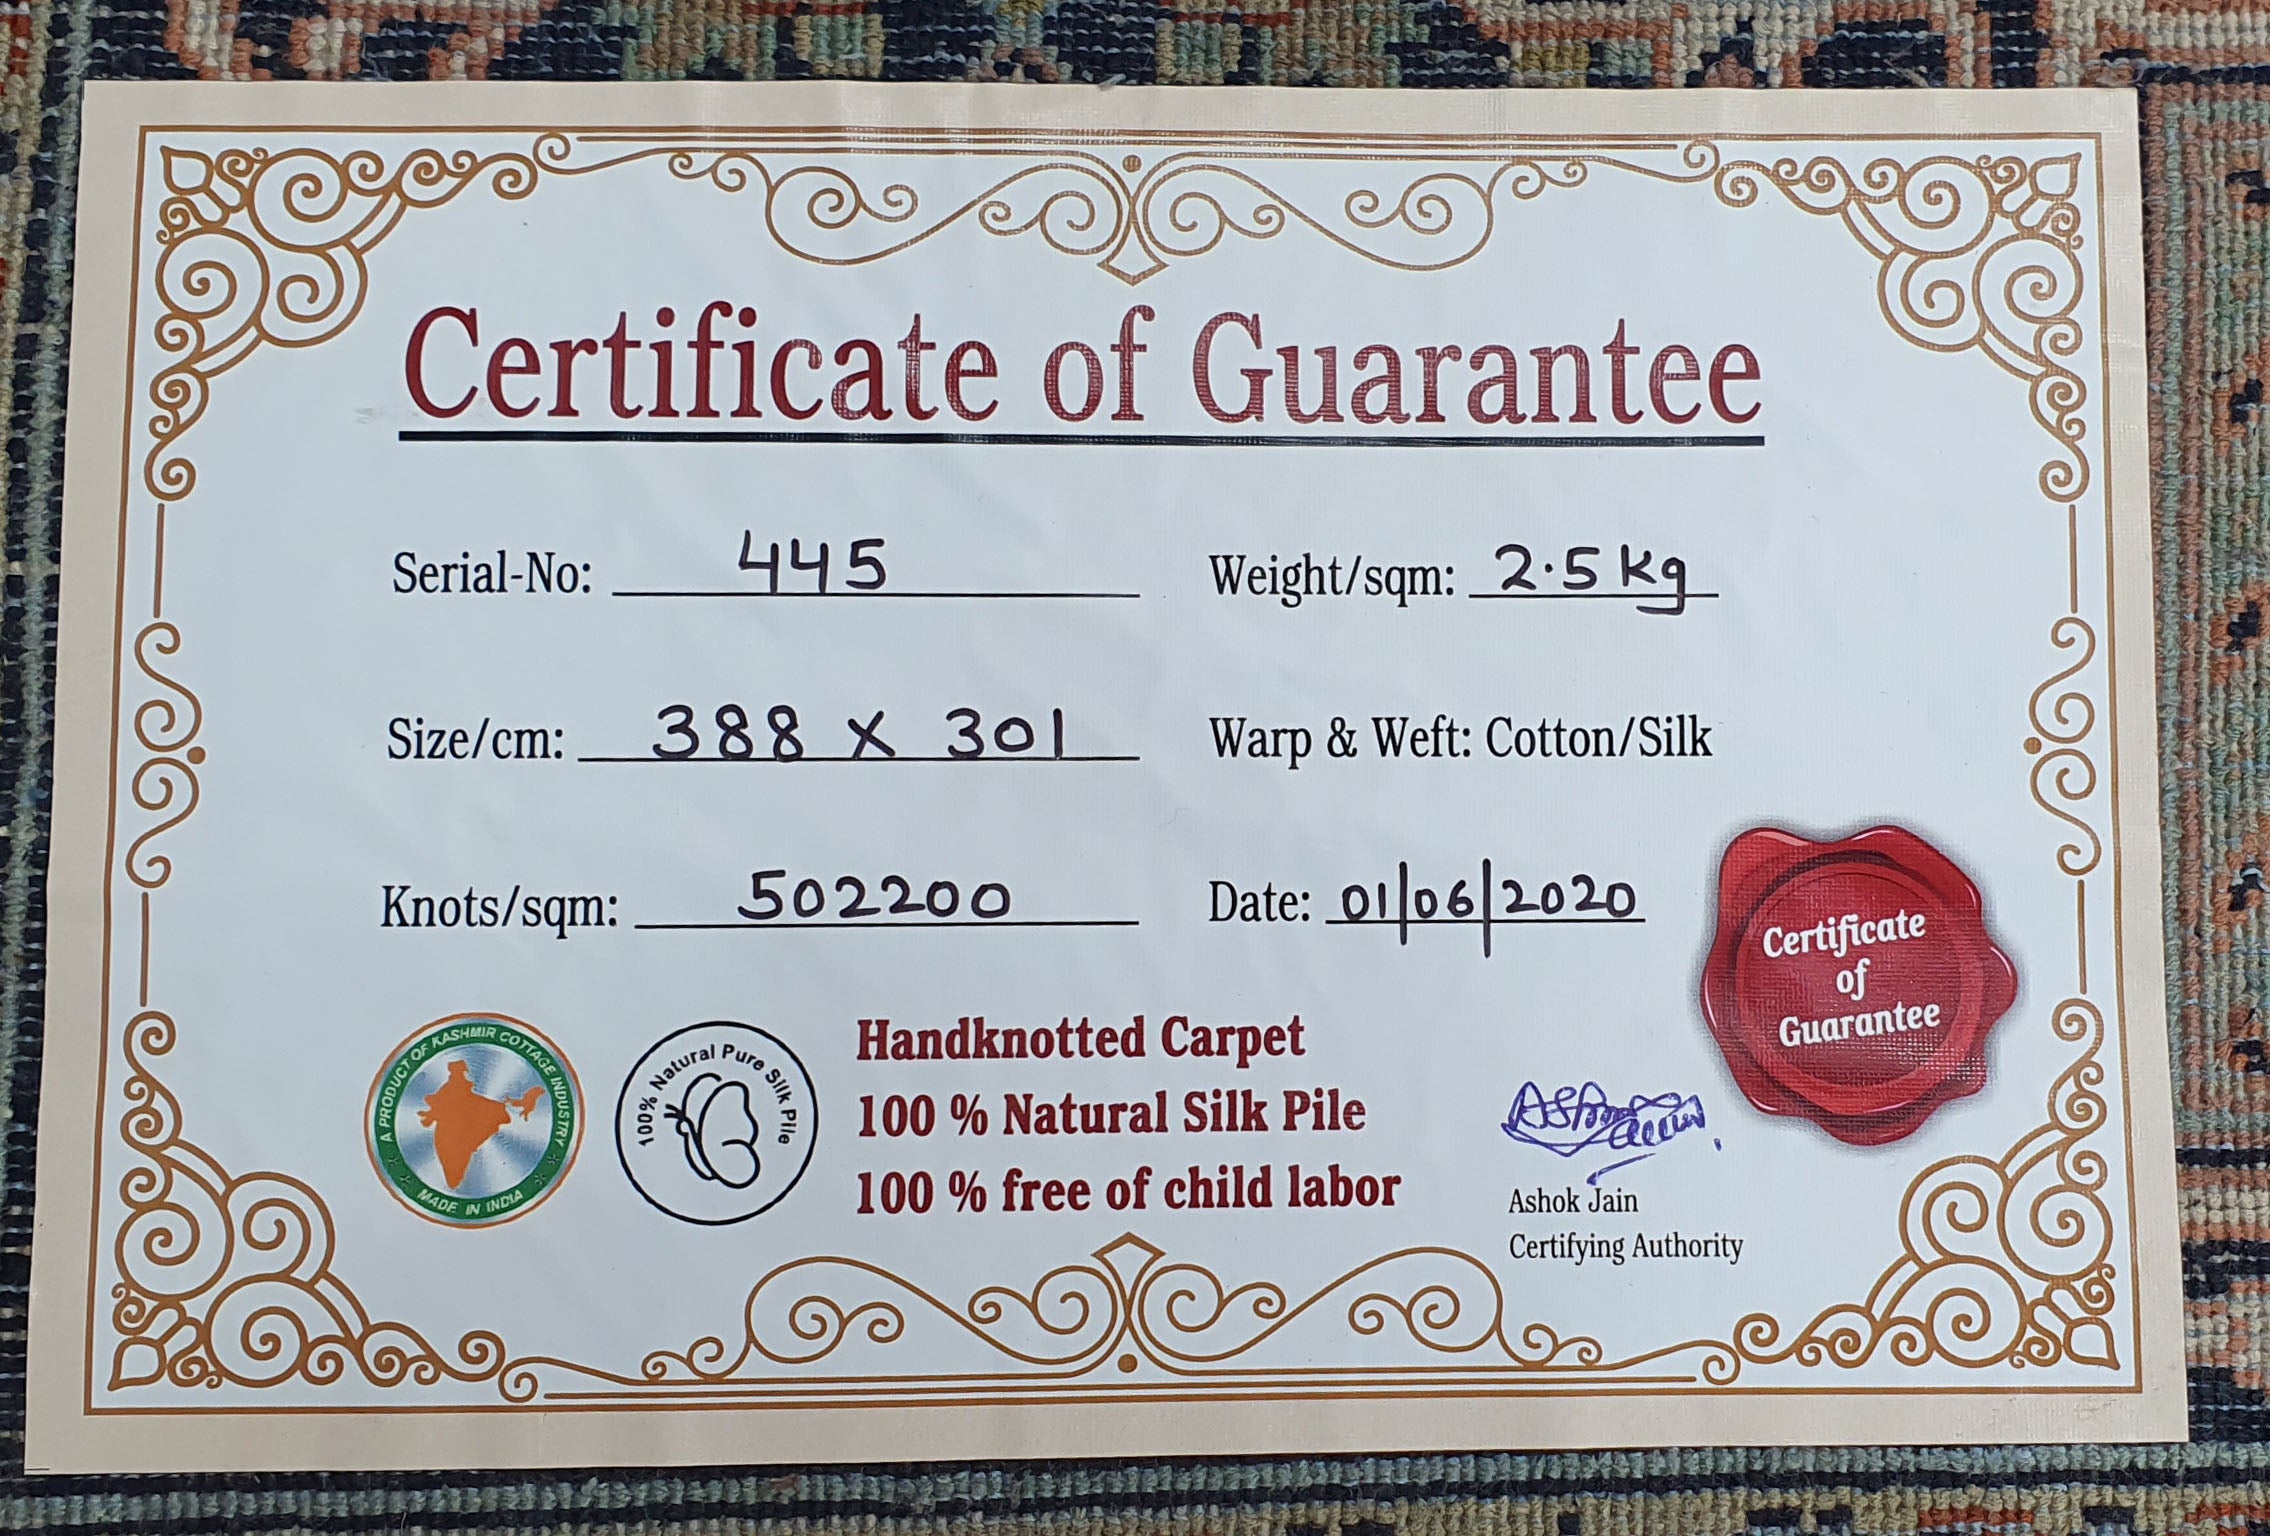 Certificate of Guarantee
Serial-No: 445
Weight/sqm: 2.5 Kg
Size/cm: 388 x 301
Warp & Weft: Cotton/Silk
Knots/sqm: 502200
Date: 01/06/2020
Certificate
of
Guarantee
A PRODUCT OF KASHMIR COTTAGE INDUSTRY
MADE IN INDIA
100% Natural Pure Silk Pile
Handknotted Carpet
100 % Natural Silk Pile
100 % free of child labor
Ashok Jain
Certifying Authority